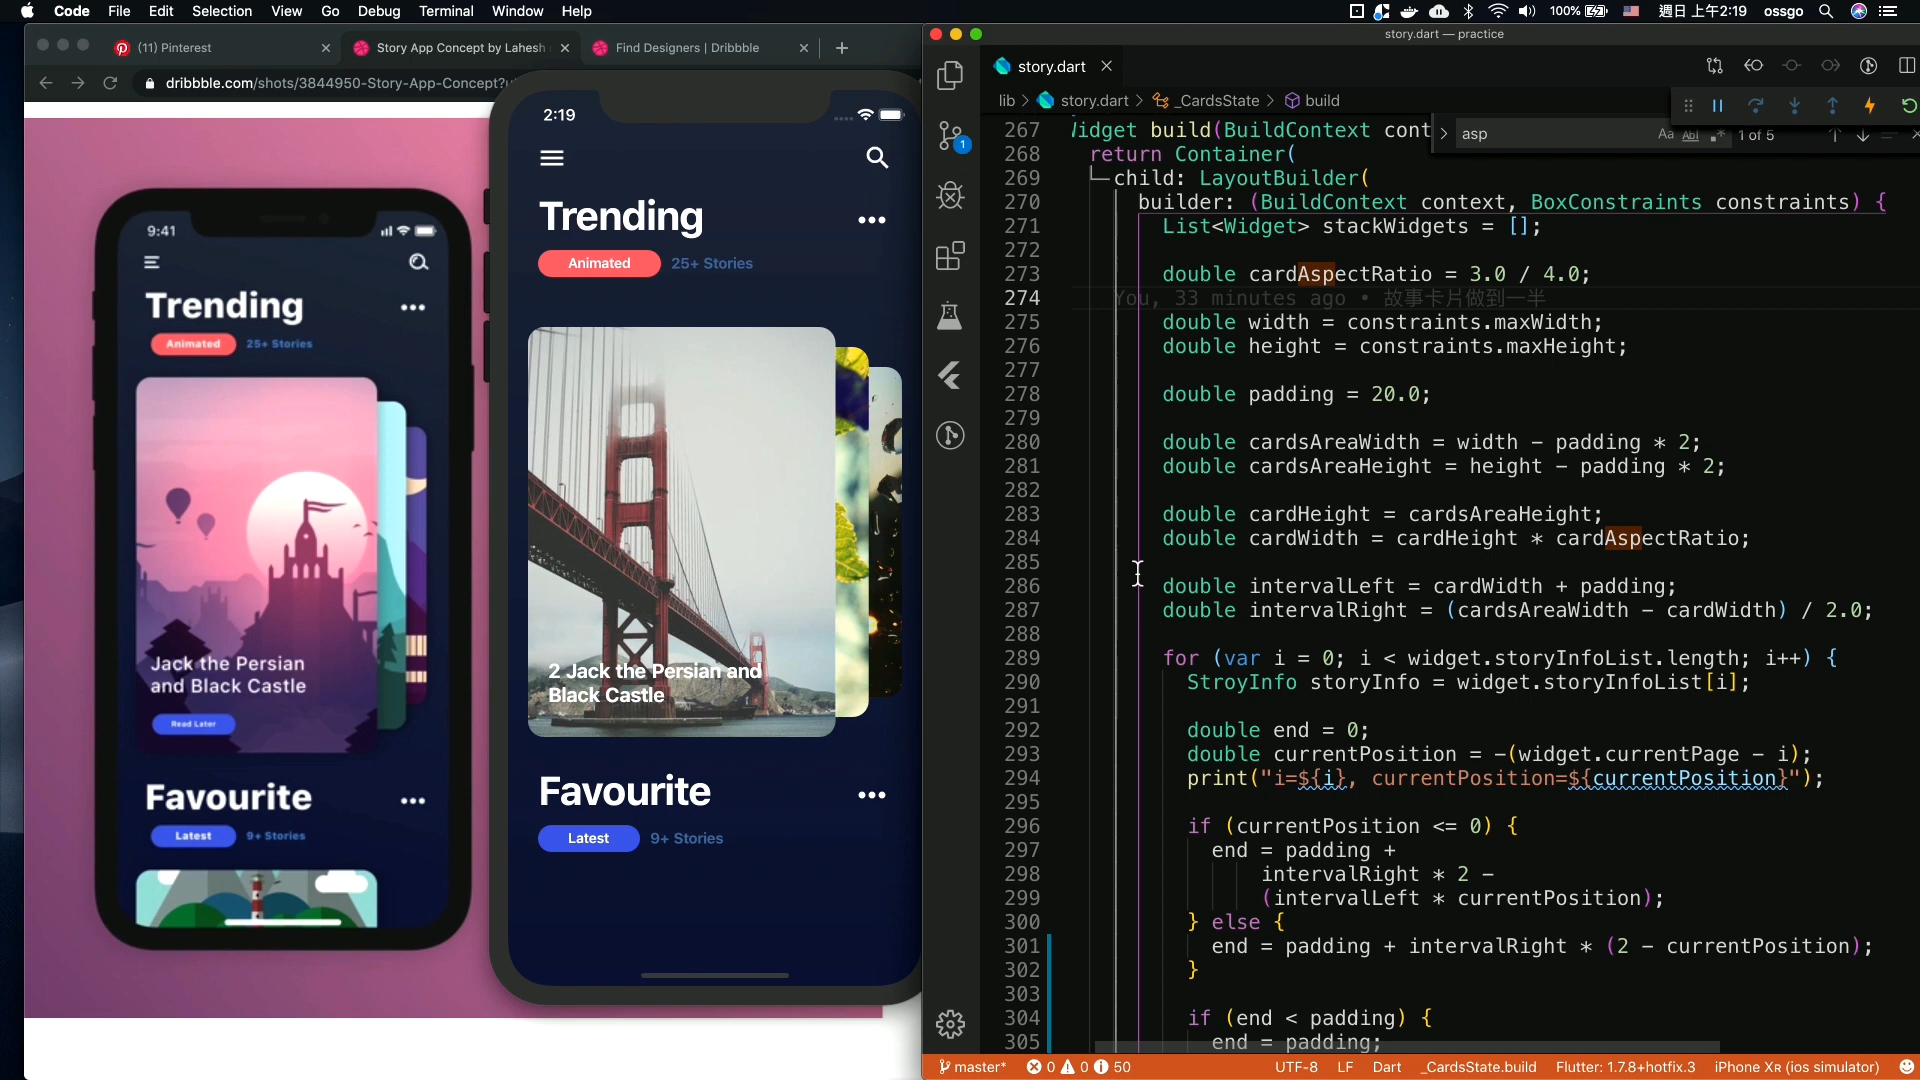 Code File Edit Selection View Go Debug Terminal Window Help
100% 週日 上午2:19 ossgo
(11) Pinterest
Story App Concept by Lahesh
Find Designers | Dribbble
dribbble.com/shots/3844950-Story-App-Concept?u
9:41
Trending
Animated 25+ Stories
Jack the Persian
and Black Castle
Read Later
Favourite
Latest 9+ Stories
2:19
Trending
Animated 25+ Stories
2 Jack the Persian and
Black Castle
Favourite
Latest 9+ Stories
story.dart — practice
story.dart
lib > story.dart > _CardsState > build
asp Aa Abl 1 of 5
1
267 Widget build(BuildContext cont
268 return Container(
269 child: LayoutBuilder(
270 builder: (BuildContext context, BoxConstraints constraints) {
271 List<Widget> stackWidgets = [];
272
273 double cardAspectRatio = 3.0 / 4.0;
274 You, 33 minutes ago • 故事卡片做到一半
275 double width = constraints.maxWidth;
276 double height = constraints.maxHeight;
277
278 double padding = 20.0;
279
280 double cardsAreaWidth = width - padding * 2;
281 double cardsAreaHeight = height - padding * 2;
282
283 double cardHeight = cardsAreaHeight;
284 double cardWidth = cardHeight * cardAspectRatio;
285
286 double intervalLeft = cardWidth + padding;
287 double intervalRight = (cardsAreaWidth - cardWidth) / 2.0;
288
289 for (var i = 0; i < widget.storyInfoList.length; i++) {
290 StroyInfo storyInfo = widget.storyInfoList[i];
291
292 double end = 0;
293 double currentPosition = -(widget.currentPage - i);
294 print("i=${i}, currentPosition=${currentPosition}");
295
296 if (currentPosition <= 0) {
297 end = padding +
298 intervalRight * 2 -
299 (intervalLeft * currentPosition);
300 } else {
301 end = padding + intervalRight * (2 - currentPosition);
302 }
303
304 if (end < padding) {
305 end = padding;
master* 0 0 50 UTF-8 LF Dart _CardsState.build Flutter: 1.7.8+hotfix.3 iPhone Xʀ (ios simulator)